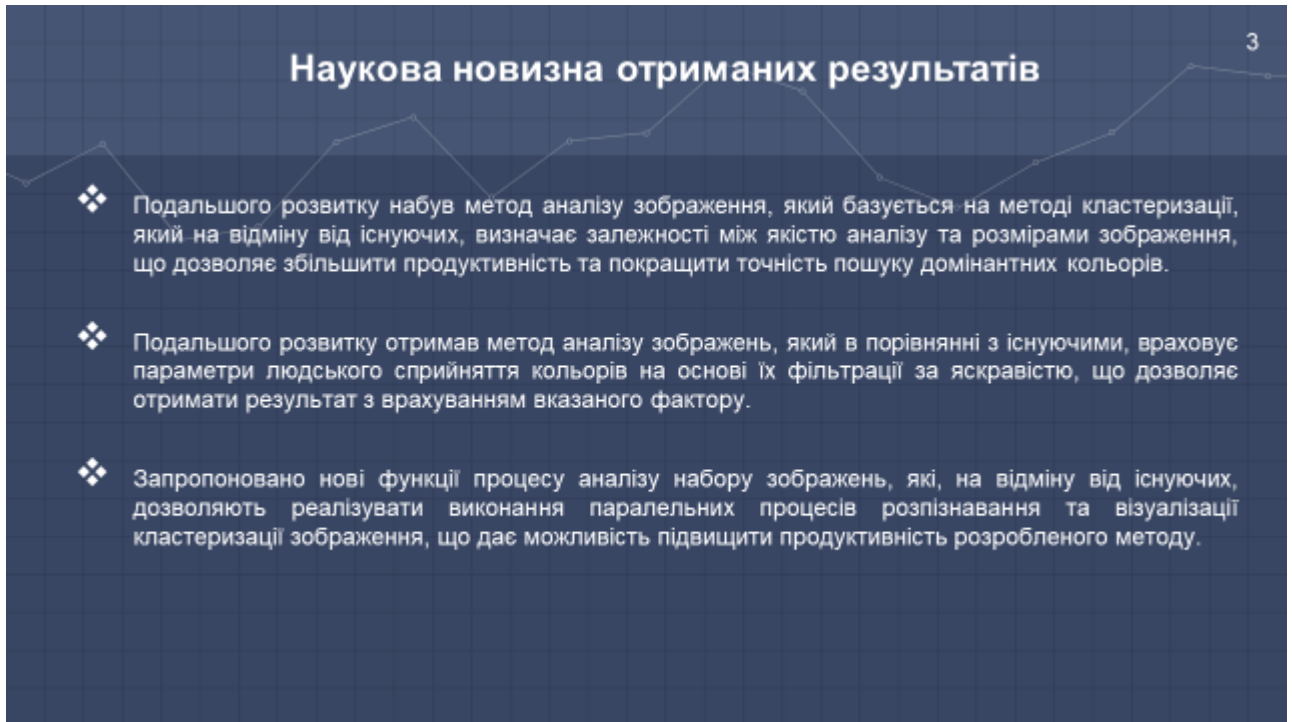 3
Наукова новизна отриманих результатів
Подальшого розвитку набув метод аналізу зображення, який базується на методі кластеризації,
який на відміну від існуючих, визначає залежності між якістю аналізу та розмірами зображення,
що дозволяє збільшити продуктивність та покращити точність пошуку домінантних кольорів.
Подальшого розвитку отримав метод аналізу зображень, який в порівнянні з існуючими, враховує
параметри людського сприйняття кольорів на основі їх фільтрації за яскравістю, що дозволяє
отримати результат з врахуванням вказаного фактору.
Запропоновано нові функції процесу аналізу набору зображень, які, на відміну від існуючих,
дозволяють реалізувати виконання паралельних процесів розпізнавання та візуалізації
кластеризації зображення, що дає можливість підвищити продуктивність розробленого методу.